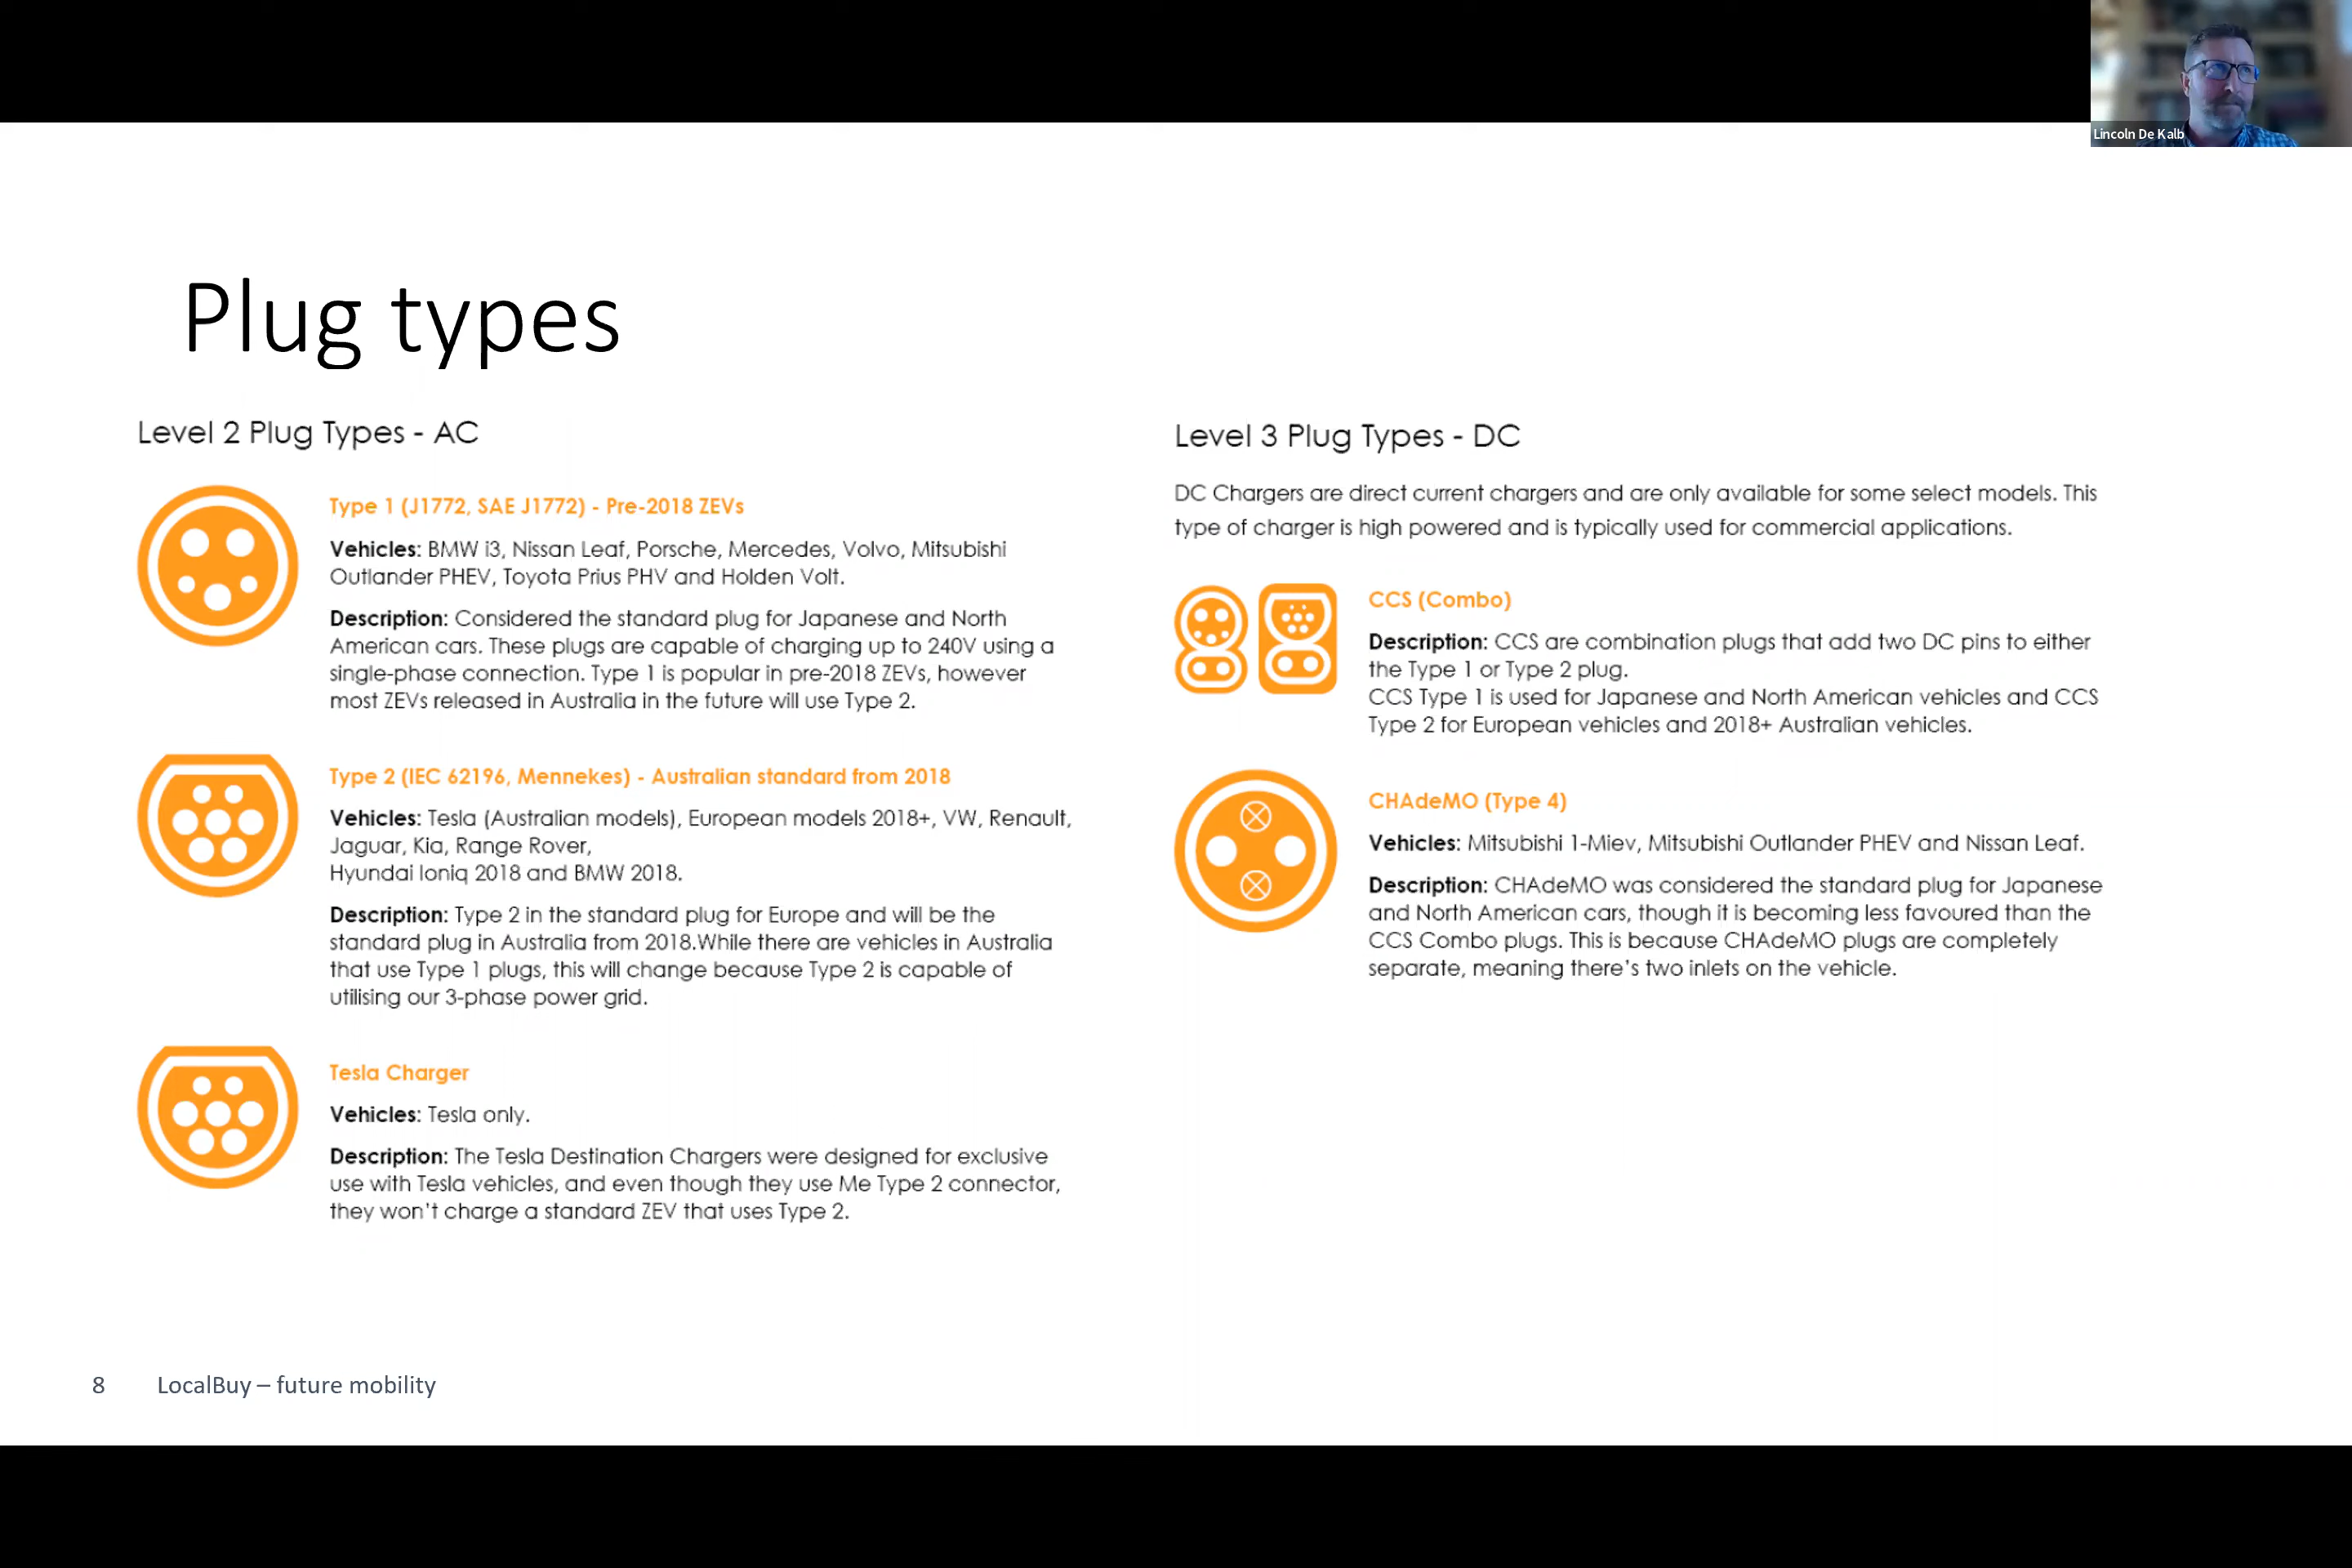 Lincoln De Kalb
Plug types
Level 2 Plug Types - AC
Type 1 (J1772, SAE J1772) - Pre-2018 ZEVs
Vehicles: BMW i3, Nissan Leaf, Porsche, Mercedes, Volvo, Mitsubishi
Outlander PHEV, Toyota Prius PHV and Holden Volt.
Description: Considered the standard plug for Japanese and North
American cars. These plugs are capable of charging up to 240V using a
single-phase connection. Type 1 is popular in pre-2018 ZEVs, however
most ZEVs released in Australia in the future will use Type 2.
Type 2 (IEC 62196, Mennekes) - Australian standard from 2018
Vehicles: Tesla (Australian models), European models 2018+, VW, Renault,
Jaguar, Kia, Range Rover,
Hyundai Ioniq 2018 and BMW 2018.
Description: Type 2 in the standard plug for Europe and will be the
standard plug in Australia from 2018.While there are vehicles in Australia
that use Type 1 plugs, this will change because Type 2 is capable of
utilising our 3-phase power grid.
Tesla Charger
Vehicles: Tesla only.
Description: The Tesla Destination Chargers were designed for exclusive
use with Tesla vehicles, and even though they use Me Type 2 connector,
they won't charge a standard ZEV that uses Type 2.
Level 3 Plug Types - DC
DC Chargers are direct current chargers and are only available for some select models. This
type of charger is high powered and is typically used for commercial applications.
CCS (Combo)
Description: CCS are combination plugs that add two DC pins to either
the Type 1 or Type 2 plug.
CCS Type 1 is used for Japanese and North American vehicles and CCS
Type 2 for European vehicles and 2018+ Australian vehicles.
CHAdeMO (Type 4)
Vehicles: Mitsubishi 1-Miev, Mitsubishi Outlander PHEV and Nissan Leaf.
Description: CHAdeMO was considered the standard plug for Japanese
and North American cars, though it is becoming less favoured than the
CCS Combo plugs. This is because CHAdeMO plugs are completely
separate, meaning there's two inlets on the vehicle.
8 LocalBuy – future mobility